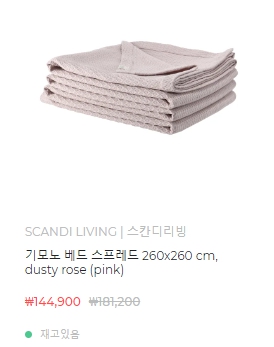 SCANDI LIVING | 스칸디리빙
기모노 베드 스프레드 260x260 cm,
dusty rose (pink)
₩144,900 ₩181,200
재고있음